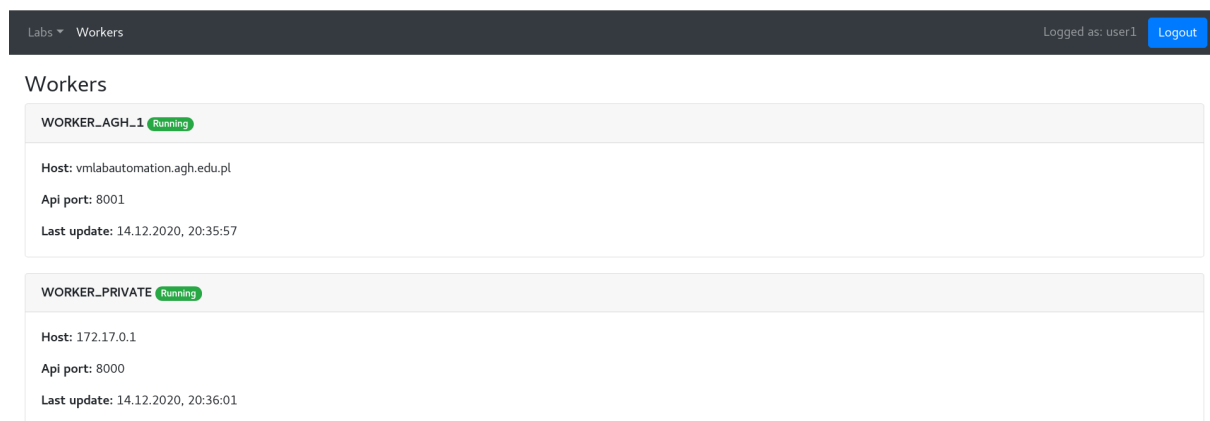 Labs Workers Logged as: user1 Logout
Workers
WORKER_AGH_1 Running
Host: vmlabautomation.agh.edu.pl
Api port: 8001
Last update: 14.12.2020, 20:35:57
WORKER_PRIVATE Running
Host: 172.17.0.1
Api port: 8000
Last update: 14.12.2020, 20:36:01